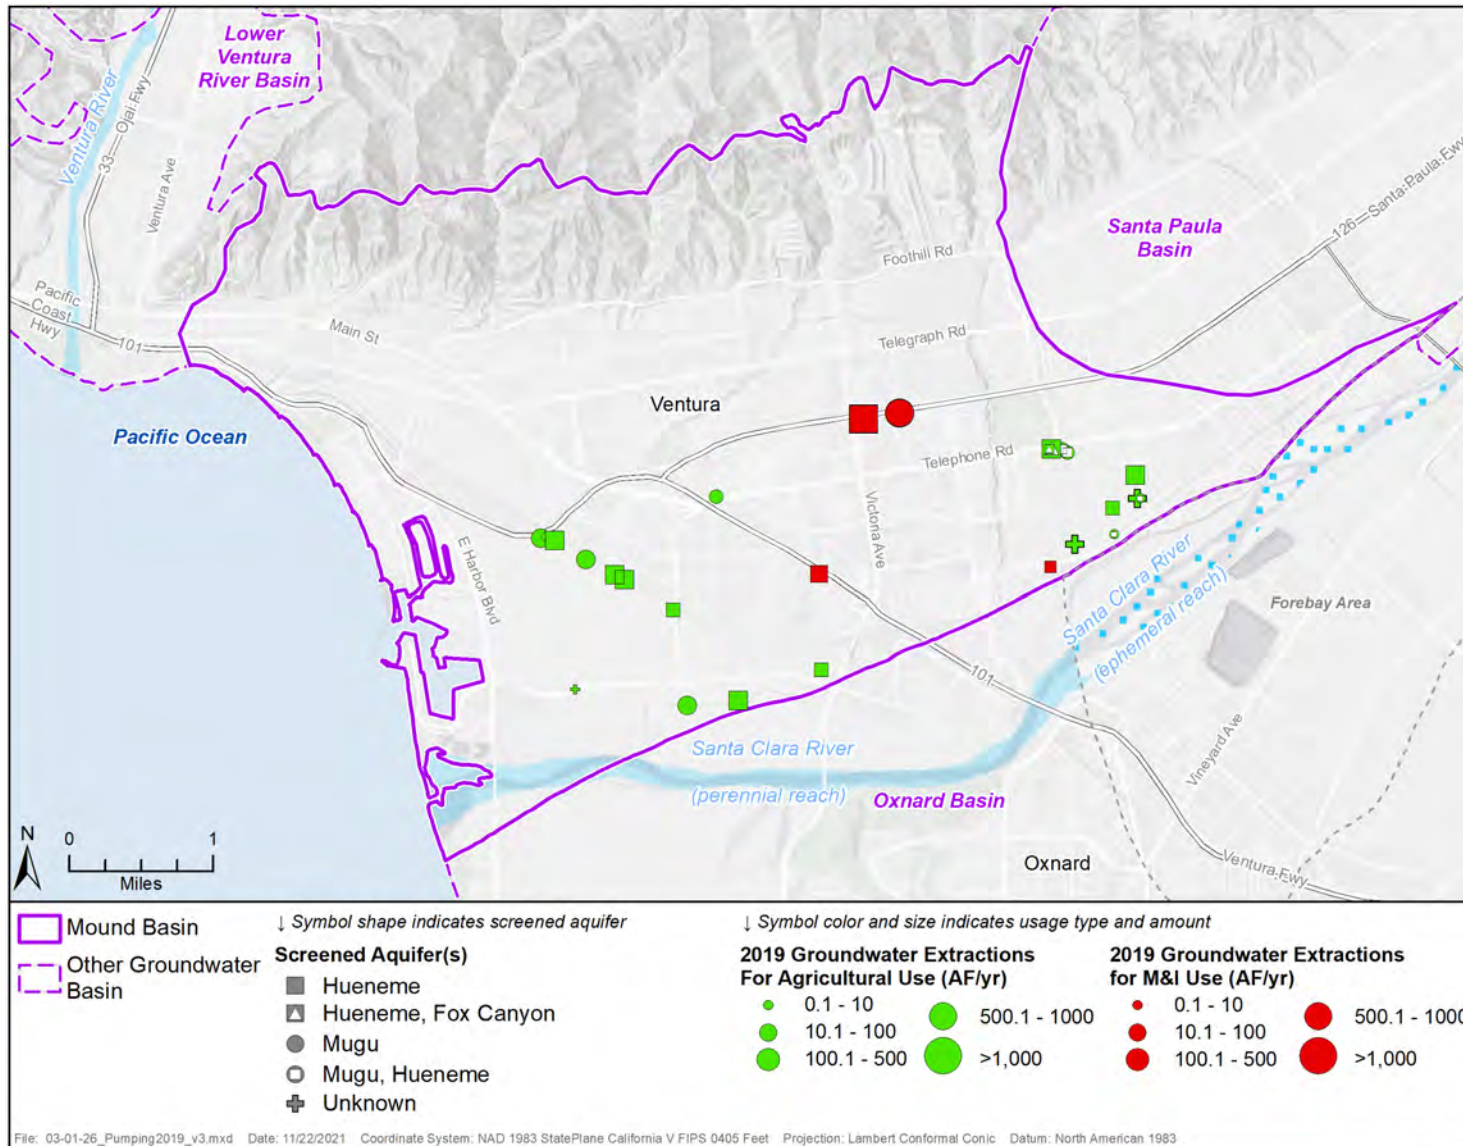 Lower
Ventura
River Basin
Ventura River
33
Ojai Fwy
Ventura Ave
Santa Paula
Basin
126
Santa Paula Fwy
Foothill Rd
Pacific
Coast
Hwy
101
Main St
Telegraph Rd
Ventura
Pacific Ocean
Telephone Rd
Victoria Ave
E Harbor Blvd
Santa Clara River
(ephemeral reach)
Forebay Area
101
Vineyard Ave
Santa Clara River
(perennial reach)
Oxnard Basin
Oxnard
Ventura Fwy
N
0 1
Miles
Mound Basin
Other Groundwater
Basin
↓ Symbol shape indicates screened aquifer
Screened Aquifer(s)
Hueneme
Hueneme, Fox Canyon
Mugu
Mugu, Hueneme
Unknown
↓ Symbol color and size indicates usage type and amount
2019 Groundwater Extractions
For Agricultural Use (AF/yr)
0.1 - 10
10.1 - 100
100.1 - 500
500.1 - 1000
>1,000
2019 Groundwater Extractions
for M&I Use (AF/yr)
0.1 - 10
10.1 - 100
100.1 - 500
500.1 - 1000
>1,000
File: 03-01-26_Pumping2019_v3.mxd Date: 11/22/2021 Coordinate System: NAD 1983 StatePlane California V FIPS 0405 Feet Projection: Lambert Conformal Conic Datum: North American 1983